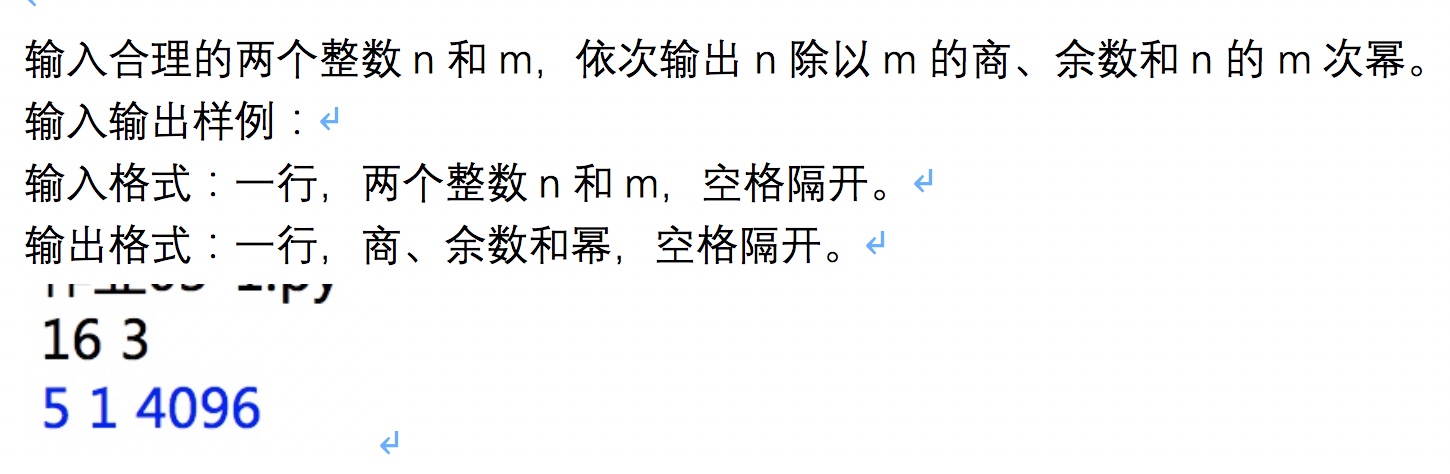 输入合理的两个整数 n 和 m，依次输出 n 除以 m 的商、余数和 n 的 m 次幂。
输入输出样例：
输入格式：一行，两个整数 n 和 m，空格隔开。
输出格式：一行，商、余数和幂，空格隔开。
16 3
5 1 4096